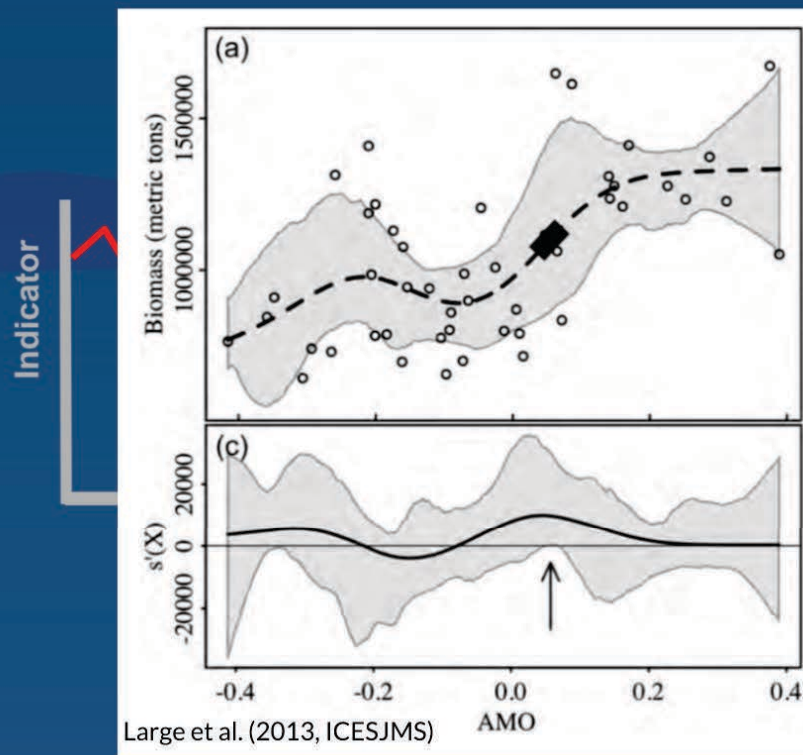 Indicator
(a)
Biomass (metric tons)
1500000
1000000
(c)
s'(X)
20000
0
-20000
-0.4 -0.2 0.0 0.2 0.4
AMO
Large et al. (2013, ICESJMS)